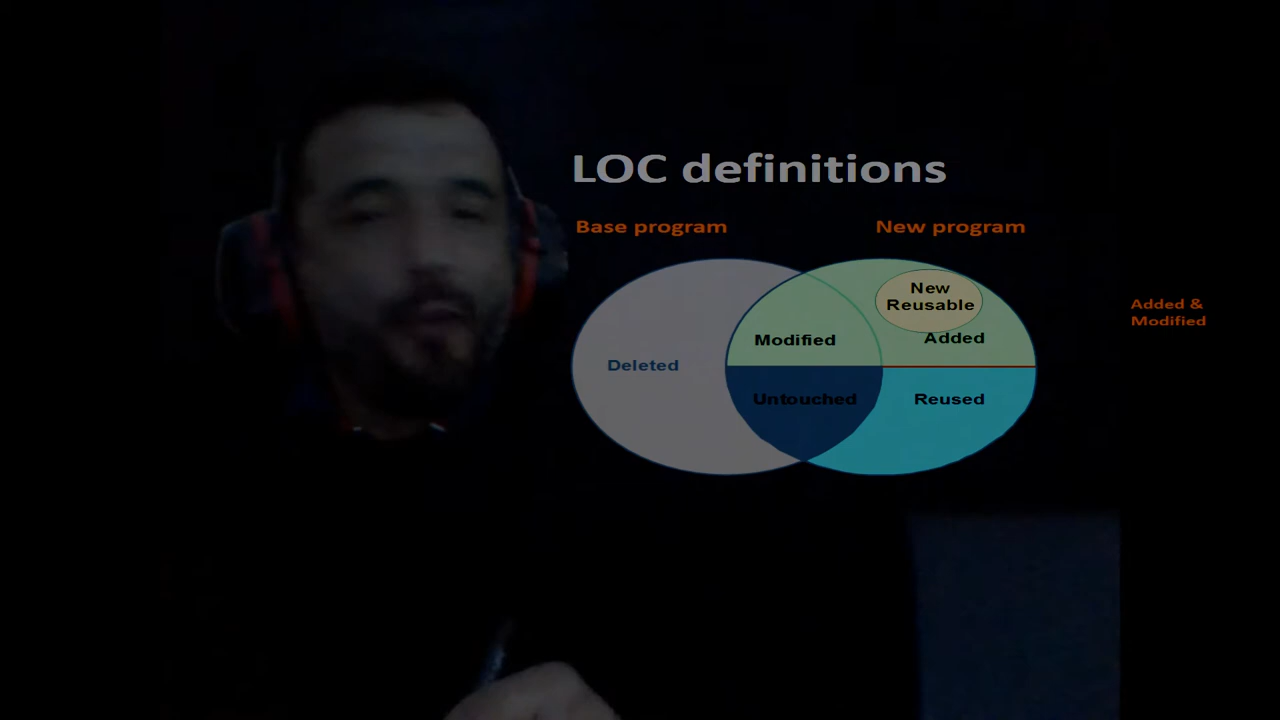 LOC definitions
Base program
New program
New
Reusable
Added &
Modified
Modified
Added
Deleted
Untouched
Reused